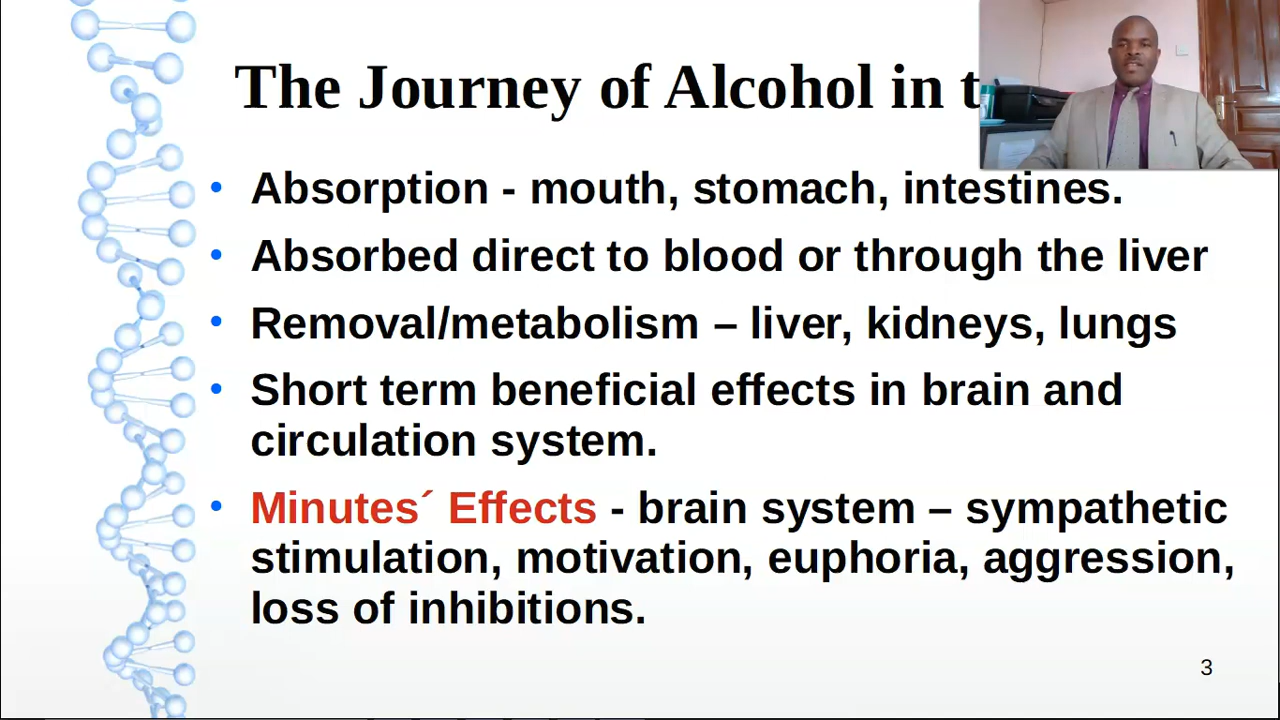 The Journey of Alcohol in
• Absorption - mouth, stomach, intestines.
• Absorbed direct to blood or through the liver
• Removal/metabolism – liver, kidneys, lungs
• Short term beneficial effects in brain and
circulation system.
• Minutes´ Effects - brain system – sympathetic
stimulation, motivation, euphoria, aggression,
loss of inhibitions.
3